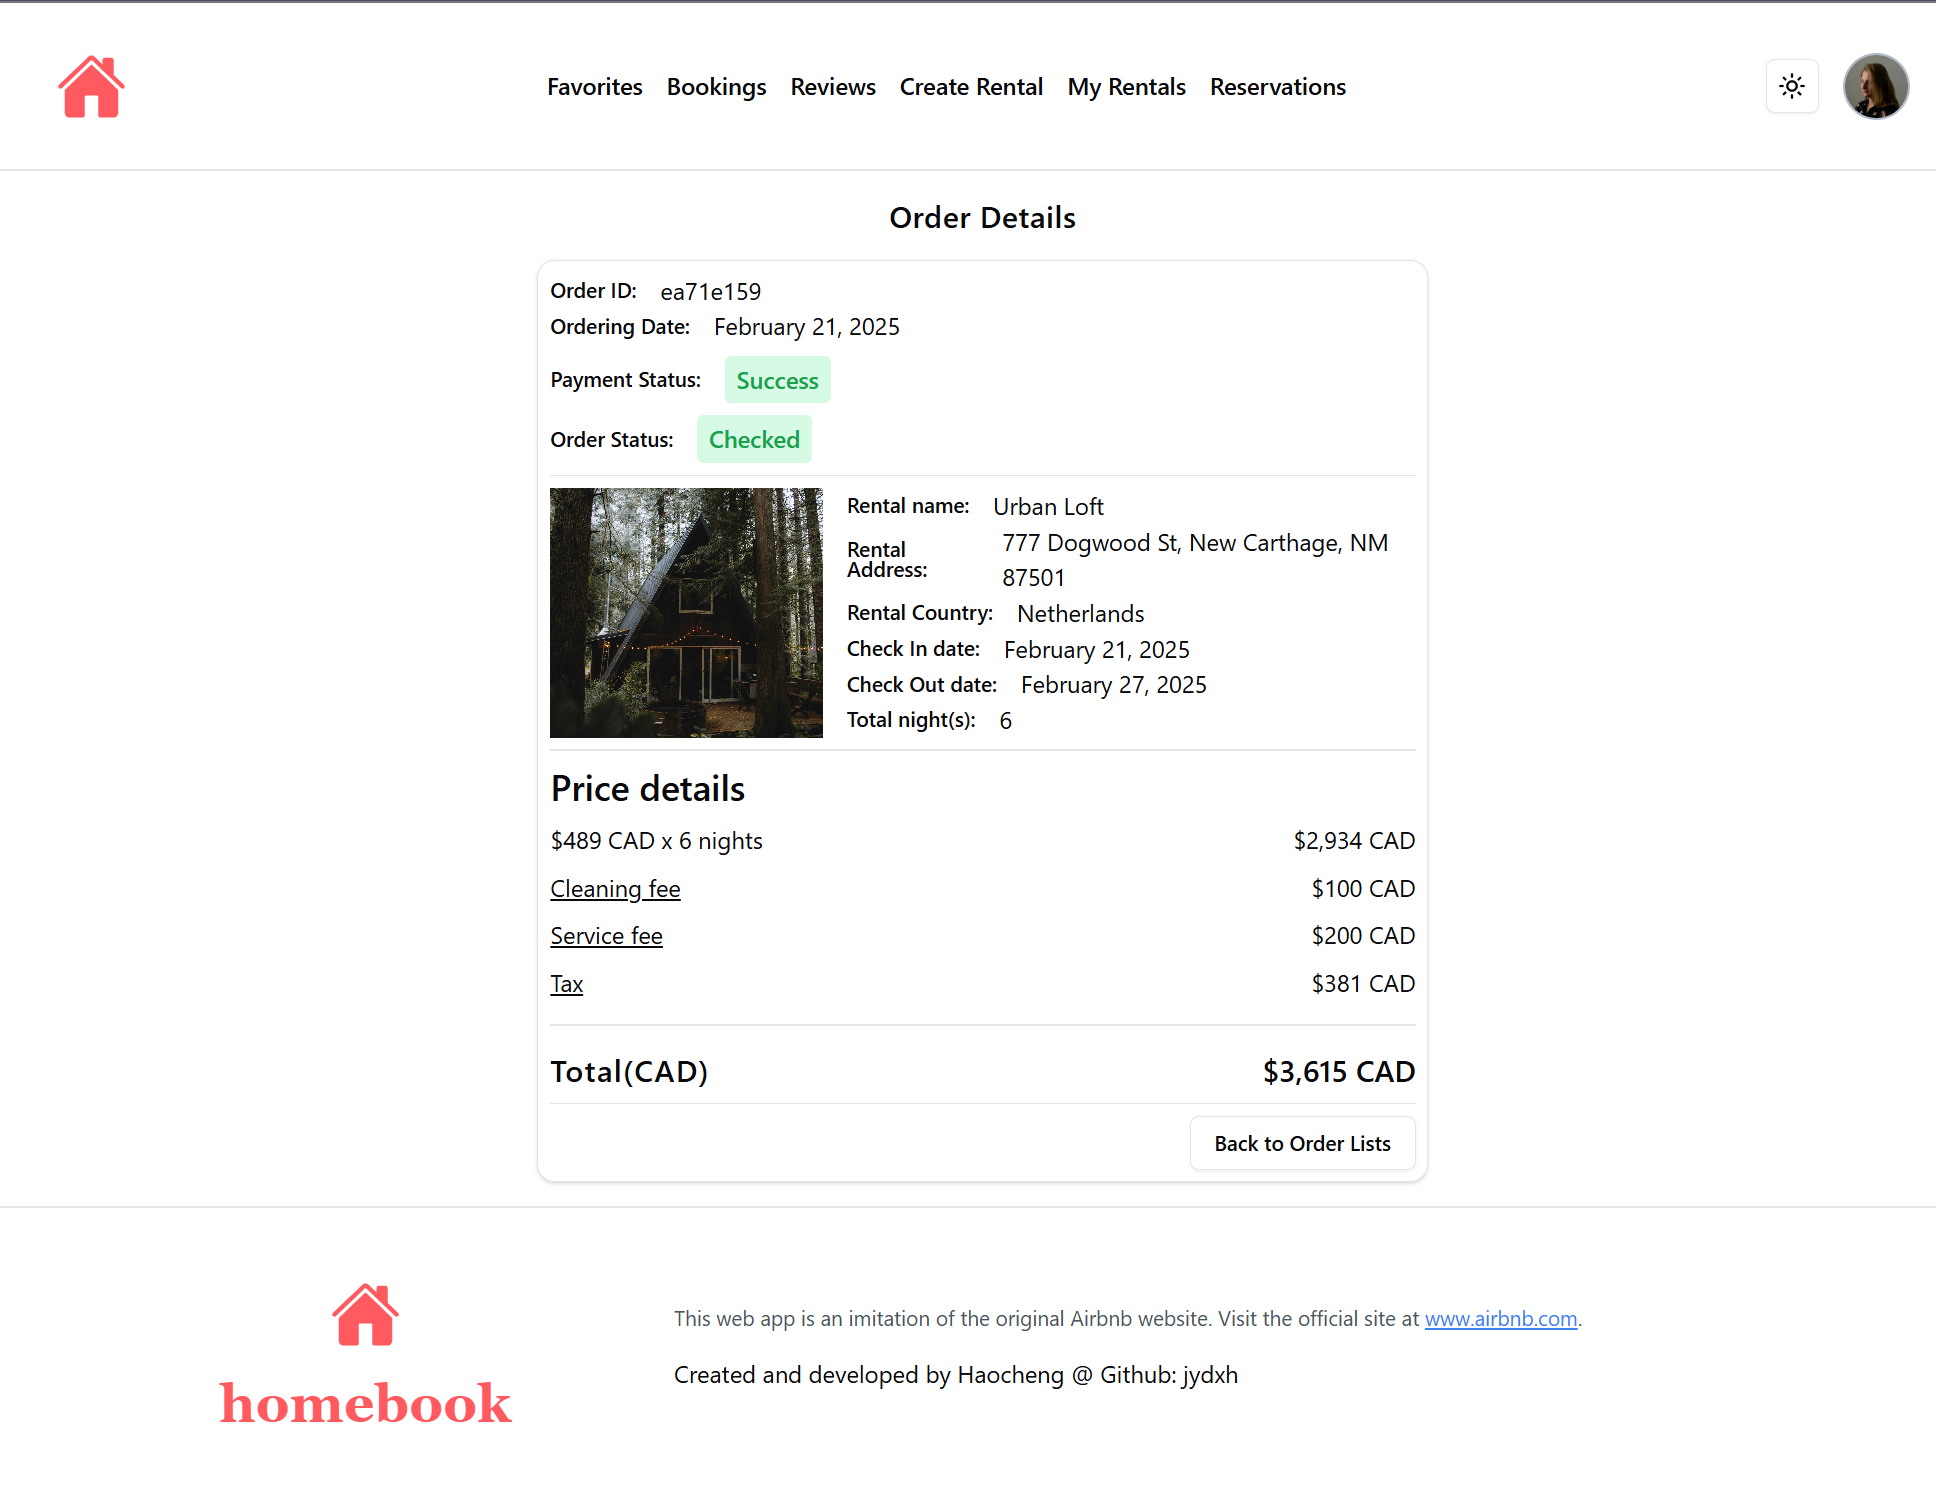 Favorites Bookings Reviews Create Rental My Rentals Reservations
Order Details
Order ID: ea71e159
Ordering Date: February 21, 2025
Payment Status: Success
Order Status: Checked
Rental name: Urban Loft
Rental Address: 777 Dogwood St, New Carthage, NM
87501
Rental Country: Netherlands
Check In date: February 21, 2025
Check Out date: February 27, 2025
Total night(s): 6
Price details
$489 CAD x 6 nights $2,934 CAD
Cleaning fee $100 CAD
Service fee $200 CAD
Tax $381 CAD
Total(CAD) $3,615 CAD
Back to Order Lists
homebook
This web app is an imitation of the original Airbnb website. Visit the official site at www.airbnb.com.
Created and developed by Haocheng @ Github: jydxh